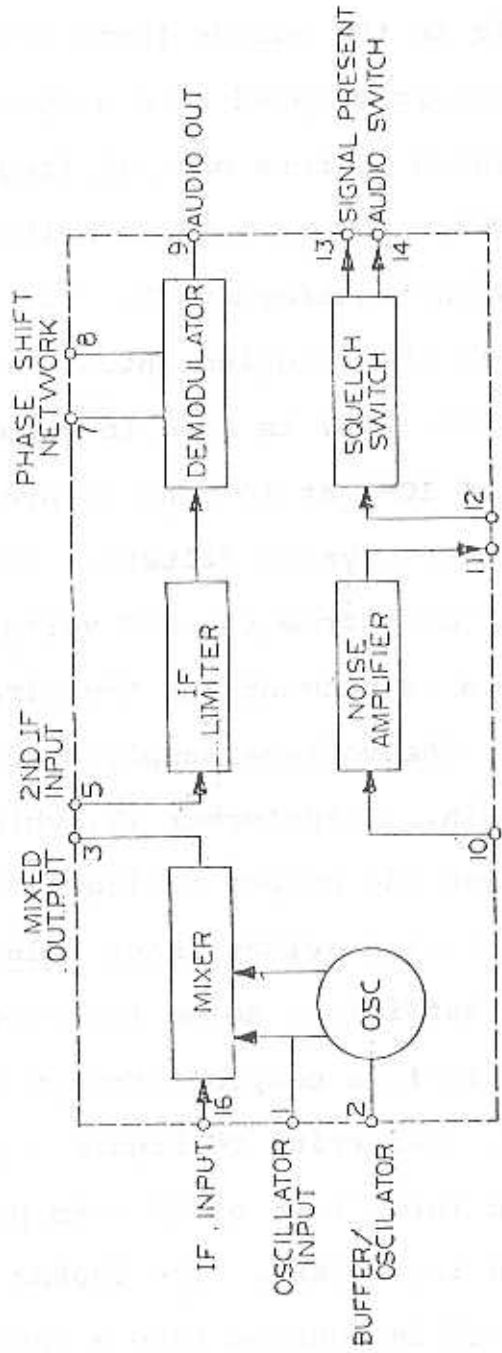 PHASE SHIFT
NETWORK
MIXED
OUTPUT
2ND IF
INPUT
3
5
7
8
IF , INPUT
16
MIXER
IF
LIMITER
DEMODULATOR
9
AUDIO OUT
OSCILLATOR
INPUT
1
BUFFER/
OSCILATOR
2
OSC
NOISE
AMPLIFIER
SQUELCH
SWITCH
13
SIGNAL PRESENT
14
AUDIO SWITCH
10
11
12